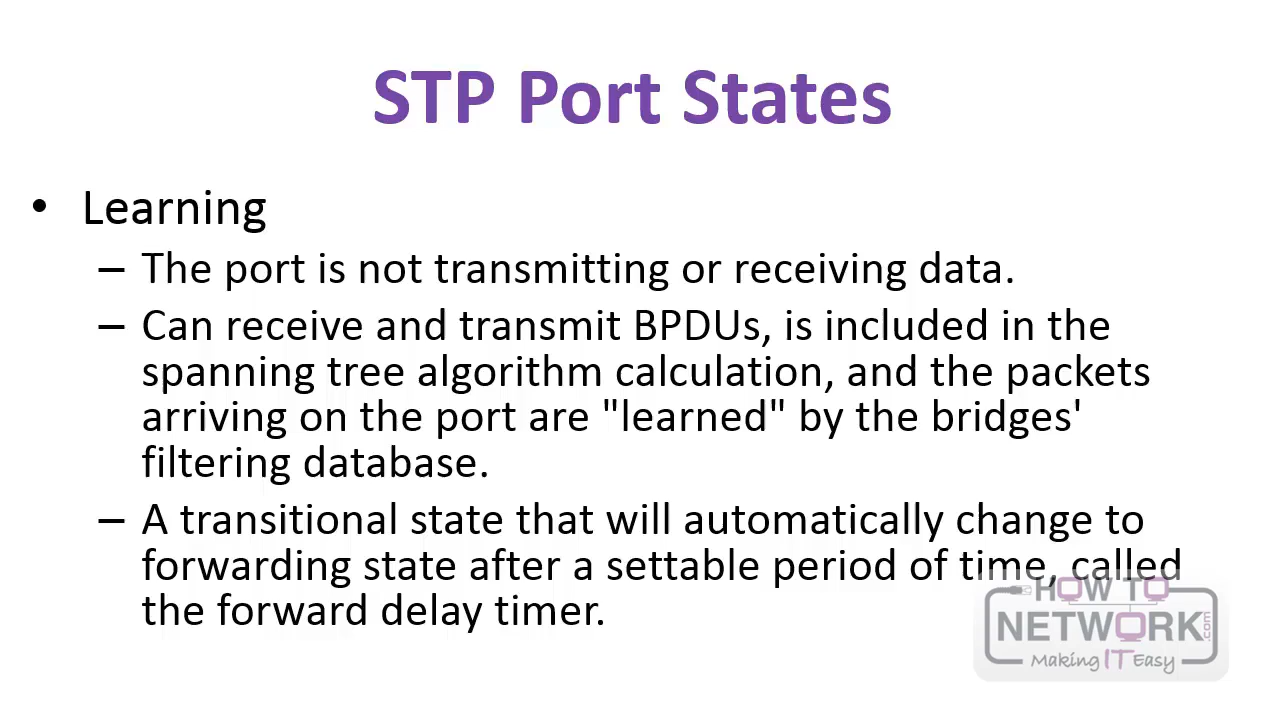 STP Port States
• Learning
– The port is not transmitting or receiving data.
– Can receive and transmit BPDUs, is included in the
spanning tree algorithm calculation, and the packets
arriving on the port are "learned" by the bridges'
filtering database.
– A transitional state that will automatically change to
forwarding state after a settable period of time, called
the forward delay timer.
HOW TO
NETWORK.com
Making IT Easy